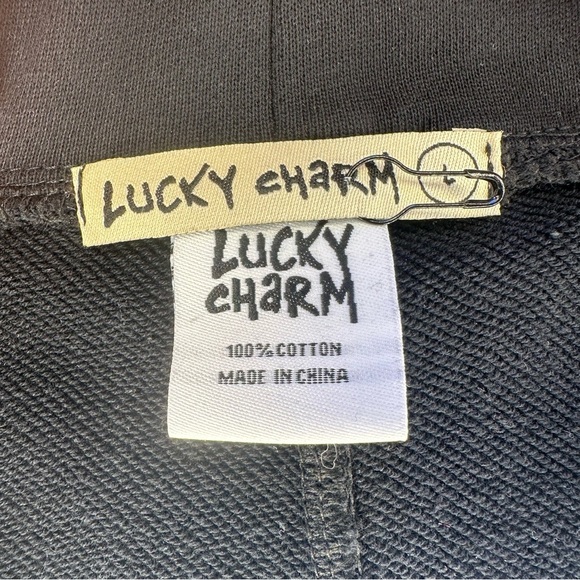 LUCKY CHARM L
LUCKY
CHARM
100% COTTON
MADE IN CHINA